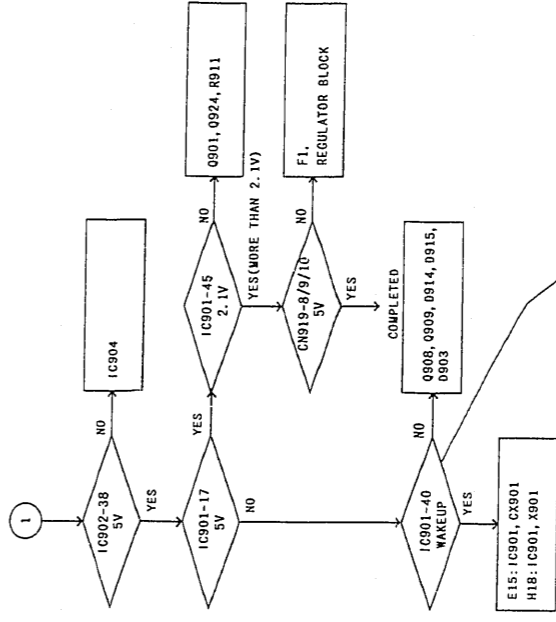 1
IC902-38
5V
NO
IC904
YES
IC901-17
5V
YES
IC901-45
2.1V
NO
Q901, Q924, R911
YES(MORE THAN 2.1V)
CN919-8/9/10
5V
NO
F1,
REGULATOR BLOCK
YES
COMPLETED
NO
IC901-40
WAKEUP
NO
Q908, Q909, D914, D915,
D903
YES
E15: IC901, CX901
H18: IC901, X901